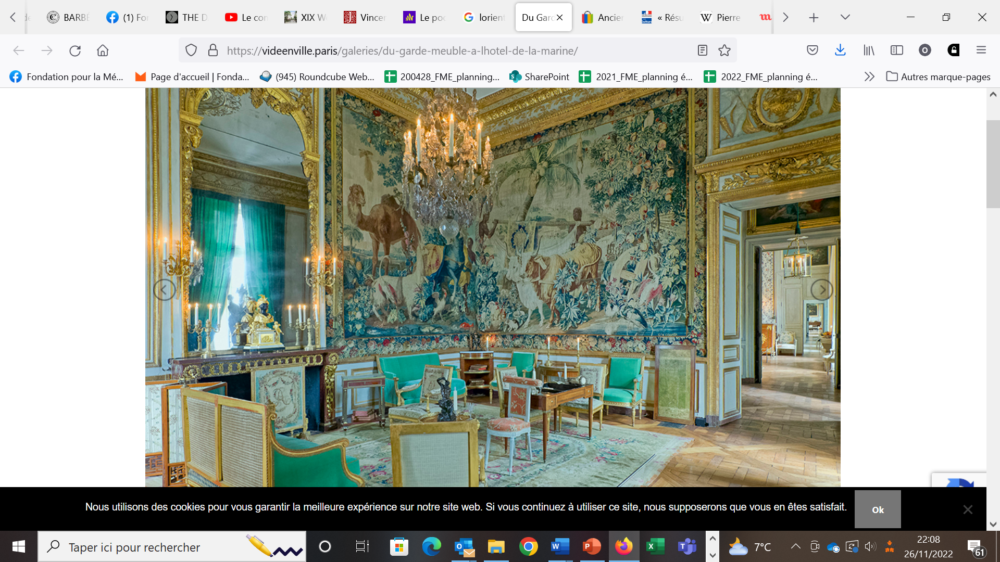 BARBÉ
(1) For
THE D
Le con
XIX We
Vincen
Le poc
lorient
Du Gard
Ancien
« Résu
Pierre
https://videenville.paris/galeries/du-garde-meuble-a-lhotel-de-la-marine/
Fondation pour la Mé...
Page d'accueil | Fonda...
(945) Roundcube Web...
200428_FME_planning...
SharePoint
2021_FME_planning é...
2022_FME_planning é...
Autres marque-pages
Nous utilisons des cookies pour vous garantir la meilleure expérience sur notre site web. Si vous continuez à utiliser ce site, nous supposerons que vous en êtes satisfait.
Ok
Taper ici pour rechercher
7°C
22:08
26/11/2022
61